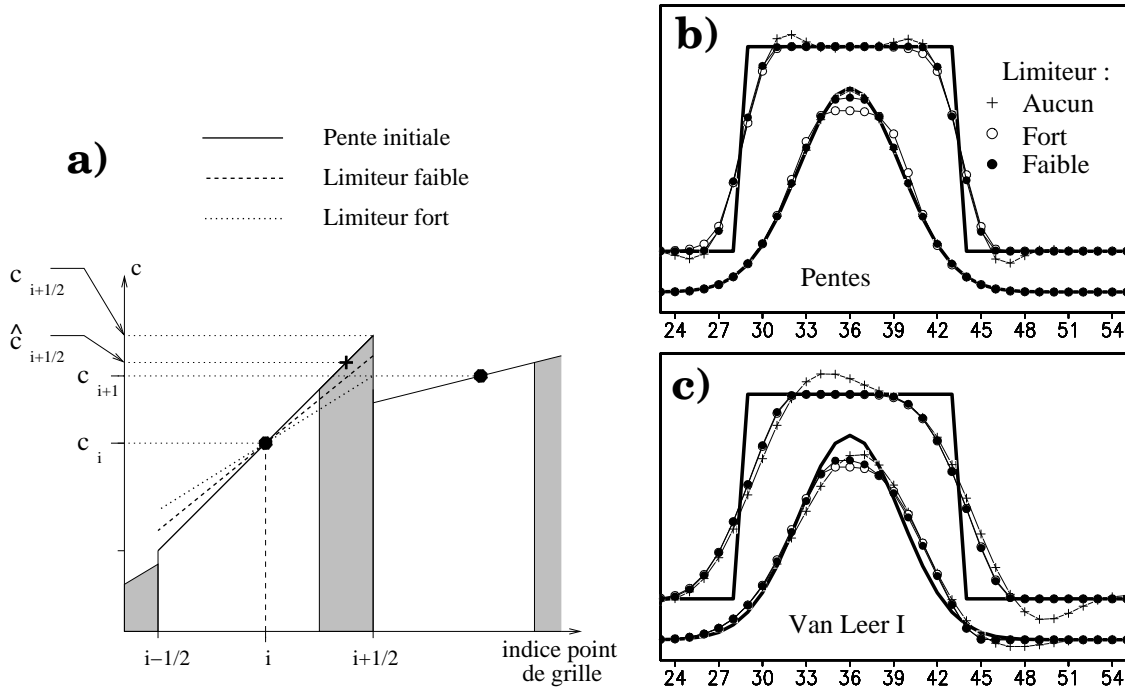 a)
Pente initiale
Limiteur faible
Limiteur fort
c
c i+1/2
ĉ i+1/2
c i+1
c i
i−1/2
i
i+1/2
indice point
de grille
b)
Limiteur :
Aucun
Fort
Faible
Pentes
24 27 30 33 36 39 42 45 48 51 54
c)
Van Leer I
24 27 30 33 36 39 42 45 48 51 54